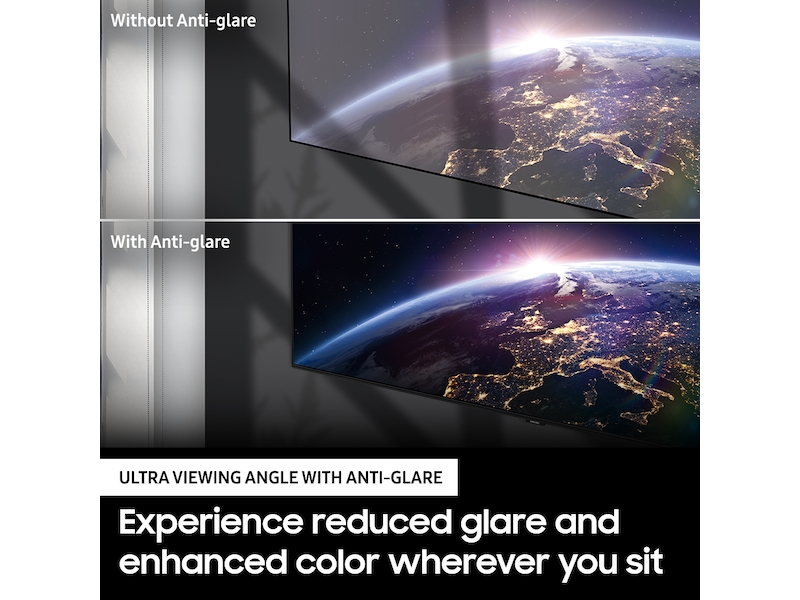 Without Anti-glare
With Anti-glare
ULTRA VIEWING ANGLE WITH ANTI-GLARE
Experience reduced glare and
enhanced color wherever you sit